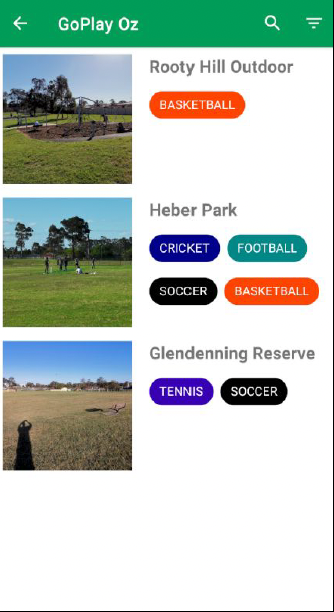 GoPlay Oz
Rooty Hill Outdoor
BASKETBALL
Heber Park
CRICKET FOOTBALL
SOCCER BASKETBALL
Glendenning Reserve
TENNIS SOCCER